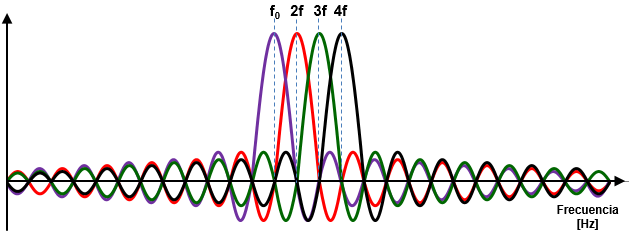 f₀ 2f 3f 4f
Frecuencia
[Hz]